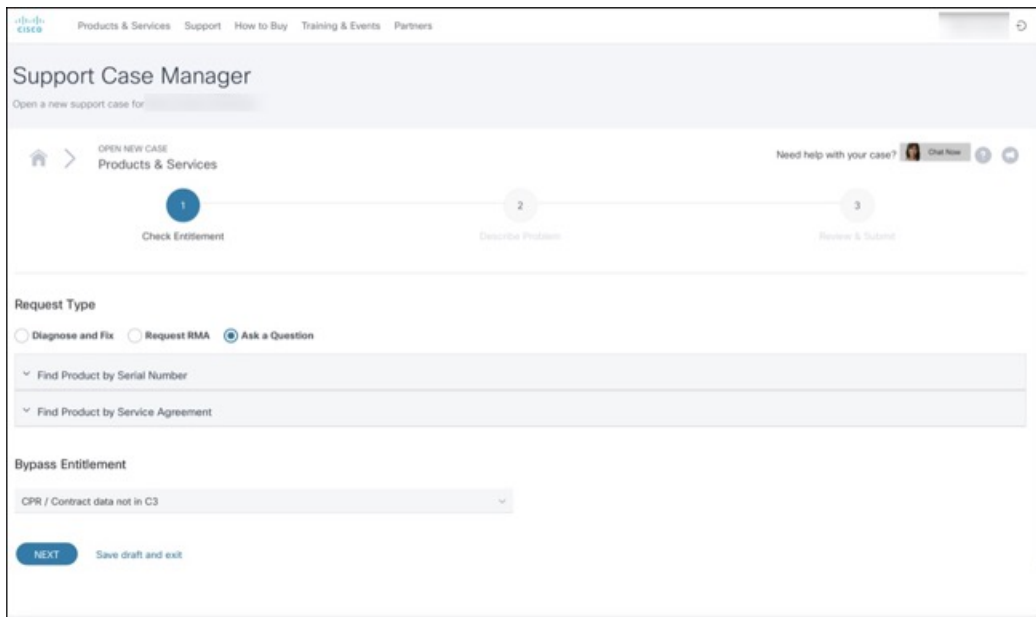 CISCO
Products & Services Support How to Buy Training & Events Partners
Support Case Manager
Open a new support case for
OPEN NEW CASE
Products & Services
Need help with your case? Chat Now ?
1 2 3
Check Entitlement Describe Problem Review & Submit
Request Type
Diagnose and Fix Request RMA Ask a Question
Find Product by Serial Number
Find Product by Service Agreement
Bypass Entitlement
CPR / Contract data not in C3
NEXT Save draft and exit